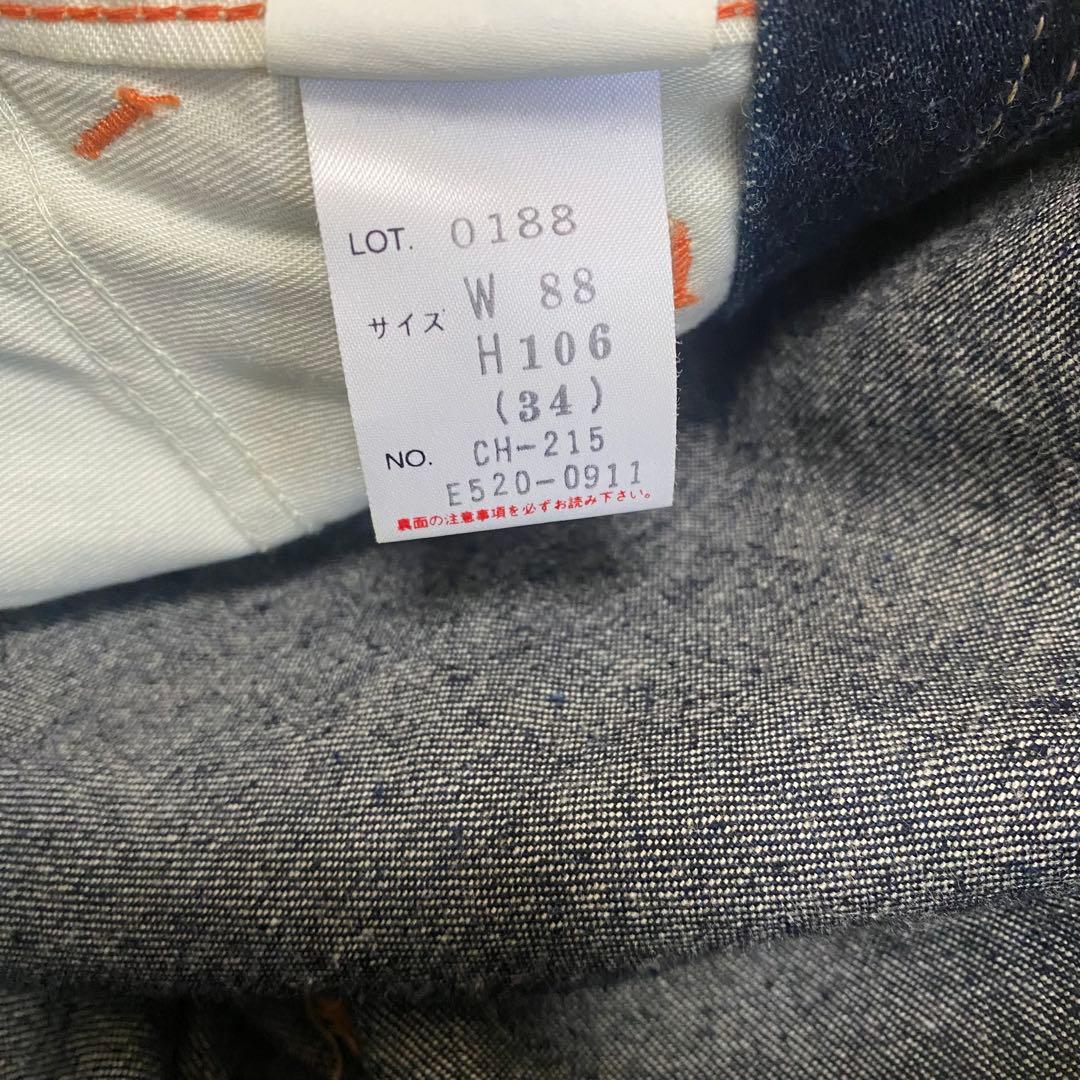 LOT. 0188
サイズ W 88
H106
(34)
NO. CH-215
E520-0911
裏面の注意事項を必ずお読み下さい。